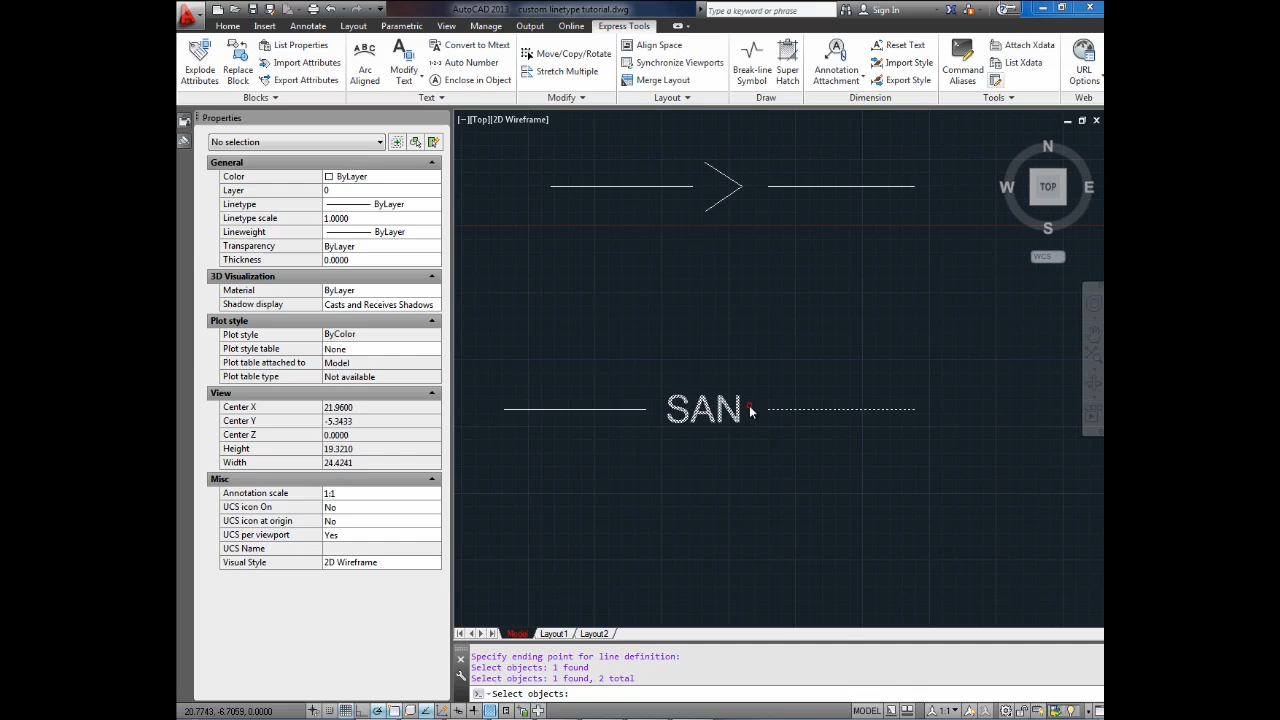 AutoCAD 2013 custom linetype tutorial.dwg
Type a keyword or phrase
Sign In
Home Insert Annotate Layout Parametric View Manage Output Online Express Tools
Explode Attributes
Replace Block
List Properties
Import Attributes
Export Attributes
Blocks
Arc Aligned
Modify Text
Convert to Mtext
Auto Number
Enclose in Object
Text
Move/Copy/Rotate
Stretch Multiple
Modify
Align Space
Synchronize Viewports
Merge Layout
Layout
Break-line Symbol
Super Hatch
Draw
Annotation Attachment
Reset Text
Import Style
Export Style
Dimension
Command Aliases
Attach Xdata
List Xdata
Tools
URL Options
Web
Properties
No selection
General
Color ByLayer
Layer 0
Linetype ByLayer
Linetype scale 1.0000
Lineweight ByLayer
Transparency ByLayer
Thickness 0.0000
3D Visualization
Material ByLayer
Shadow display Casts and Receives Shadows
Plot style
Plot style ByColor
Plot style table None
Plot table attached to Model
Plot table type Not available
View
Center X 21.9600
Center Y -5.3433
Center Z 0.0000
Height 19.3210
Width 24.4241
Misc
Annotation scale 1:1
UCS icon On No
UCS icon at origin No
UCS per viewport Yes
UCS Name
Visual Style 2D Wireframe
[−][Top][2D Wireframe]
N
W TOP E
S
WCS
SAN
Model Layout1 Layout2
Specify ending point for line definition:
Select objects: 1 found
Select objects: 1 found, 2 total
Select objects:
20.7743, -6.7059, 0.0000
MODEL
1:1